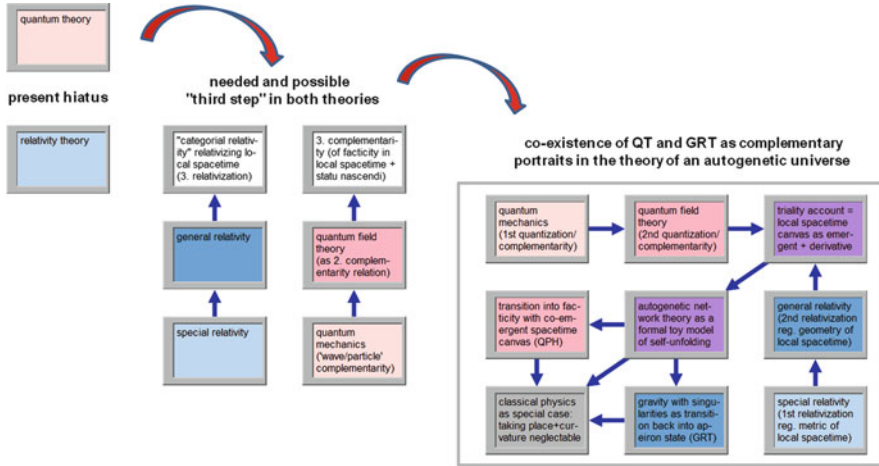 quantum theory
present hiatus
relativity theory
needed and possible
"third step" in both theories
"categorial relativ-
ity" relativizing lo-
cal spacetime
(3. relativization)
3. complementari-
ty (of facticity in
local spacetime +
statu nascendi)
general relativity
quantum field
theory
(as 2. complem-
entarity relation)
special relativity
quantum
mechanics
('wave/particle'
complementarity)
co-existence of QT and GRT as complementary
portraits in the theory of an autogenetic universe
quantum
mechanics
(1st quantization/
complementarity)
quantum field
theory
(2nd quantization/
complementarity)
triality account =
local spacetime
canvas as emer-
gent + derivative
transition into fac-
ticity with co-em-
ergent spacetime
canvas (QPH)
autogenetic net-
work theory as a
formal toy model
of self-unfolding
general relativity
(2nd relativization
reg. geometry of
local spacetime)
classical physics
as special case:
taking place+cur-
vature neglectable
gravity with singu-
larities as transition
back into ap-
eiron state (GRT)
special relativity
(1st relativization
reg. metric of
local spacetime)